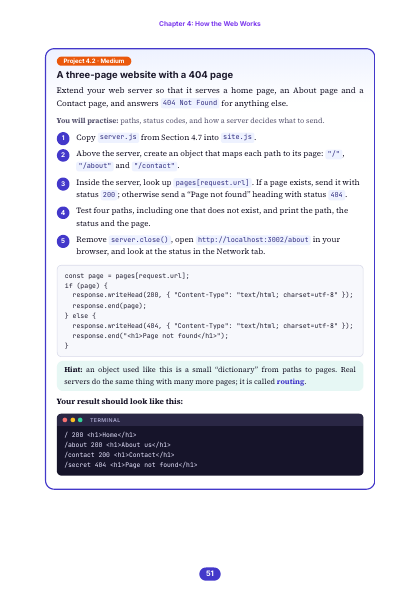 Chapter 4: How the Web Works
Project 4.2 · Medium
A three-page website with a 404 page
Extend your web server so that it serves a home page, an About page and a
Contact page, and answers 404 Not Found for anything else.
You will practise: paths, status codes, and how a server decides what to send.
1 Copy server.js from Section 4.7 into site.js.
2 Above the server, create an object that maps each path to its page: "/",
"/about" and "/contact".
3 Inside the server, look up pages[request.url]. If a page exists, send it with
status 200; otherwise send a “Page not found” heading with status 404.
4 Test four paths, including one that does not exist, and print the path, the
status and the page.
5 Remove server.close(), open http://localhost:3002/about in your
browser, and look at the status in the Network tab.
const page = pages[request.url];
if (page) {
  response.writeHead(200, { "Content-Type": "text/html; charset=utf-8" });
  response.end(page);
} else {
  response.writeHead(404, { "Content-Type": "text/html; charset=utf-8" });
  response.end("<h1>Page not found</h1>");
}
Hint: an object used like this is a small “dictionary” from paths to pages. Real
servers do the same thing with many more pages; it is called routing.
Your result should look like this:
TERMINAL
/ 200 <h1>Home</h1>
/about 200 <h1>About us</h1>
/contact 200 <h1>Contact</h1>
/secret 404 <h1>Page not found</h1>
51